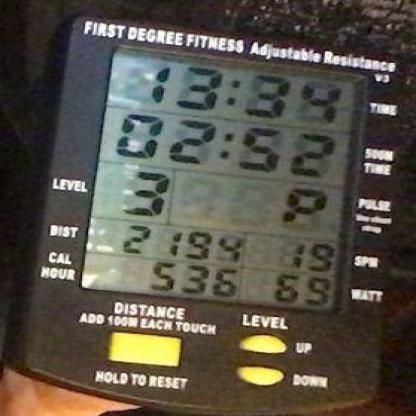 FIRST DEGREE FITNESS Adjustable Resistance
V3
13:34 TIME
02:52 500M TIME
LEVEL 3 P PULSE
DIST 2194 19 SPM
CAL HOUR 536 69 WATT
DISTANCE
ADD 100M EACH TOUCH
HOLD TO RESET
LEVEL
UP
DOWN